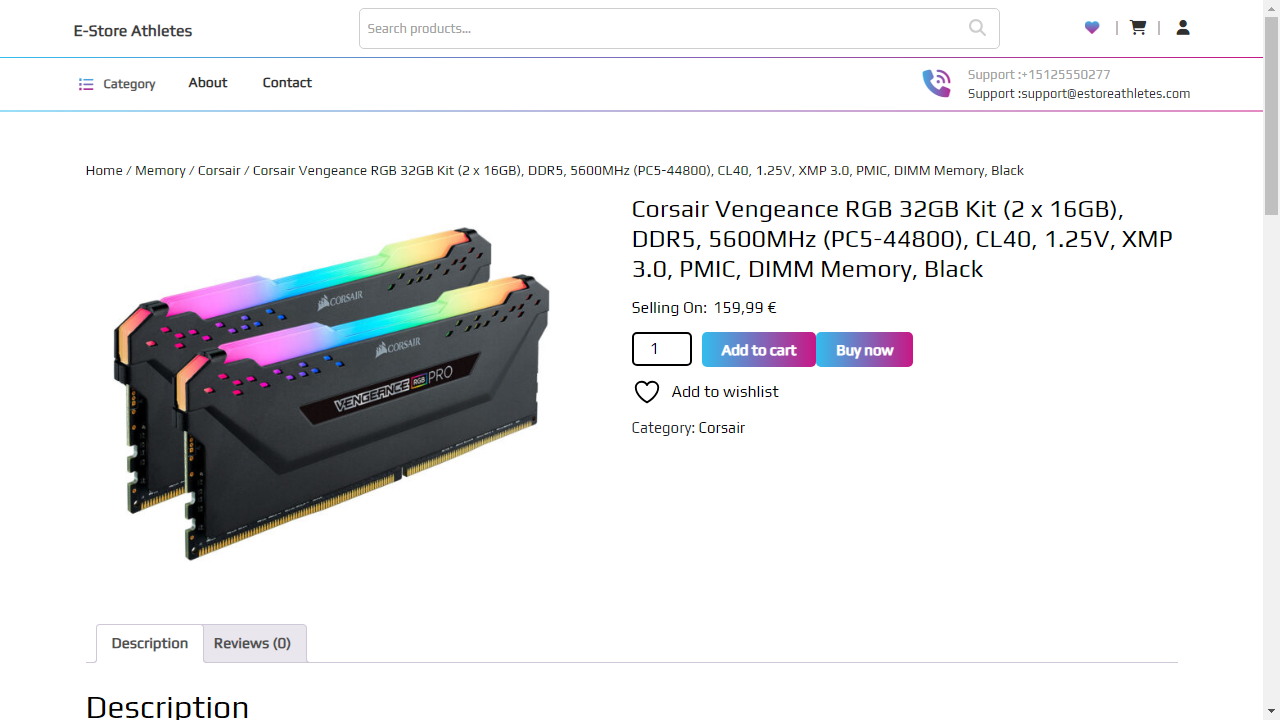 E-Store Athletes
Search products...
|
|
Category
About
Contact
Support :+15125550277
Support :support@estoreathletes.com
Home / Memory / Corsair / Corsair Vengeance RGB 32GB Kit (2 x 16GB), DDR5, 5600MHz (PC5-44800), CL40, 1.25V, XMP 3.0, PMIC, DIMM Memory, Black
Corsair Vengeance RGB 32GB Kit (2 x 16GB),
DDR5, 5600MHz (PC5-44800), CL40, 1.25V, XMP
3.0, PMIC, DIMM Memory, Black
Selling On: 159,99 €
1
Add to cart
Buy now
Add to wishlist
Category: Corsair
CORSAIR
CORSAIR
VENGEANCE RGB PRO
Description
Reviews (0)
Description